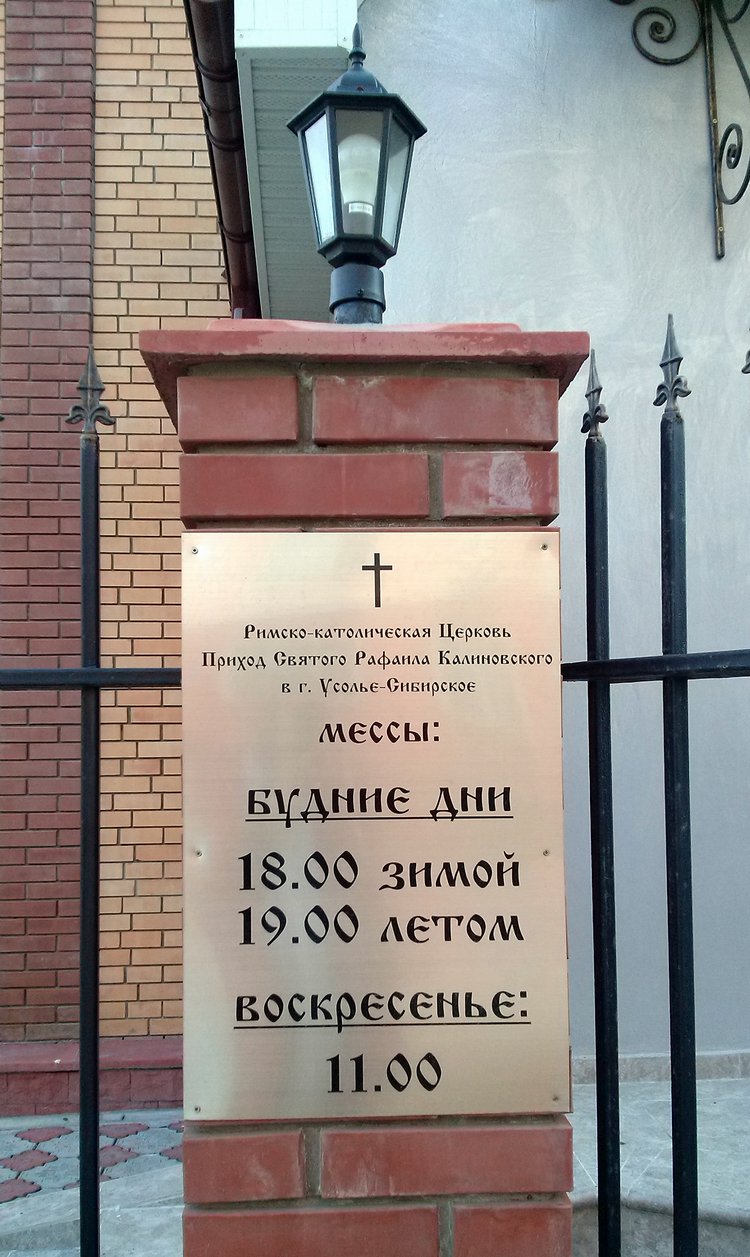 Римско-католическая Церковь
Приход Святого Рафаила Калиновского
в г. Усолье-Сибирское
мессы:
будние дни
18.00 зимой
19.00 летом
воскресенье:
11.00